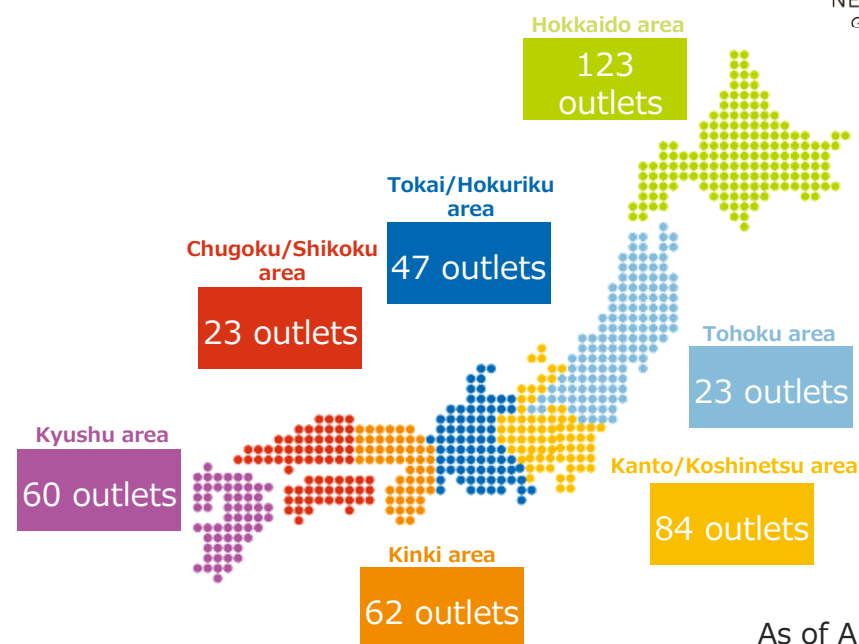 NE
G
Hokkaido area
123
outlets
Tokai/Hokuriku
area
47 outlets
Chugoku/Shikoku
area
23 outlets
Tohoku area
23 outlets
Kyushu area
60 outlets
Kanto/Koshinetsu area
84 outlets
Kinki area
62 outlets
As of A